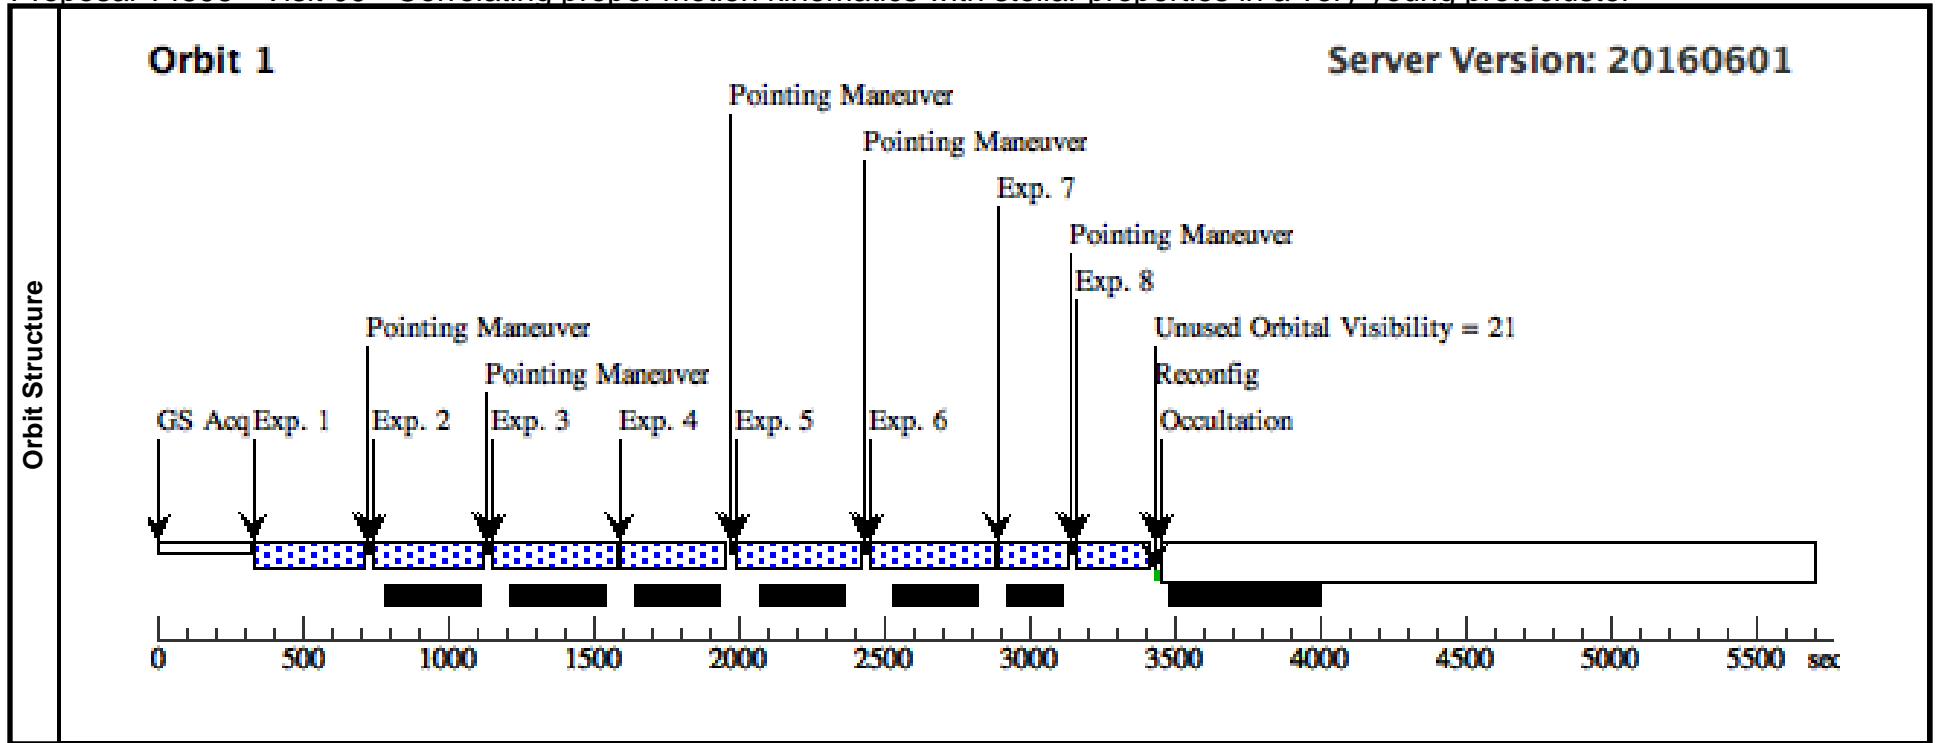 Orbit 1
Server Version: 20160601
Pointing Maneuver
Pointing Maneuver
Exp. 7
Pointing Maneuver
Exp. 8
Pointing Maneuver
Unused Orbital Visibility = 21
Pointing Maneuver
Reconfig
GS Acq Exp. 1 Exp. 2 Exp. 3 Exp. 4 Exp. 5 Exp. 6 Occultation
Orbit Structure
0 500 1000 1500 2000 2500 3000 3500 4000 4500 5000 5500 sec